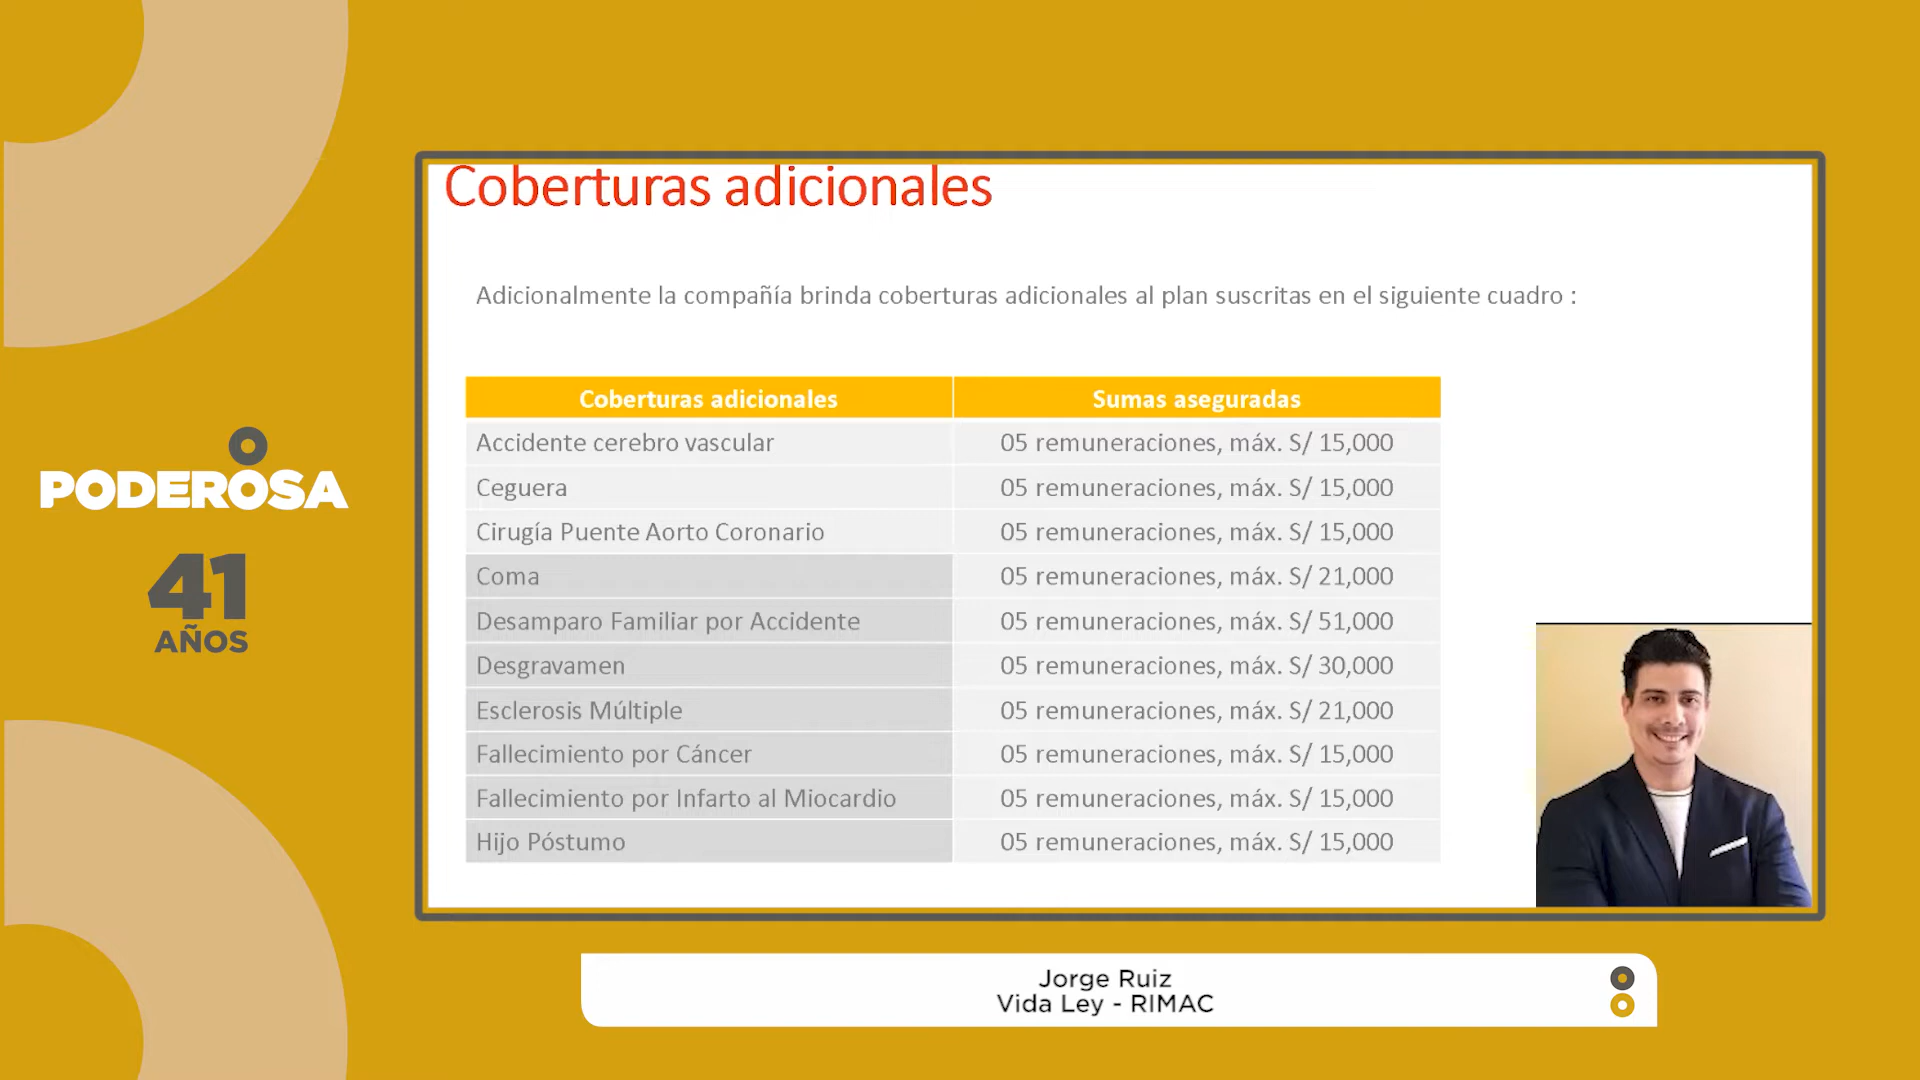 Coberturas adicionales
Adicionalmente la compañía brinda coberturas adicionales al plan suscritas en el siguiente cuadro :
Coberturas adicionales Sumas aseguradas
Accidente cerebro vascular 05 remuneraciones, máx. S/ 15,000
Ceguera 05 remuneraciones, máx. S/ 15,000
Cirugía Puente Aorto Coronario 05 remuneraciones, máx. S/ 15,000
Coma 05 remuneraciones, máx. S/ 21,000
Desamparo Familiar por Accidente 05 remuneraciones, máx. S/ 51,000
Desgravamen 05 remuneraciones, máx. S/ 30,000
Esclerosis Múltiple 05 remuneraciones, máx. S/ 21,000
Fallecimiento por Cáncer 05 remuneraciones, máx. S/ 15,000
Fallecimiento por Infarto al Miocardio 05 remuneraciones, máx. S/ 15,000
Hijo Póstumo 05 remuneraciones, máx. S/ 15,000
PODEROSA
41
AÑOS
Jorge Ruiz
Vida Ley - RIMAC